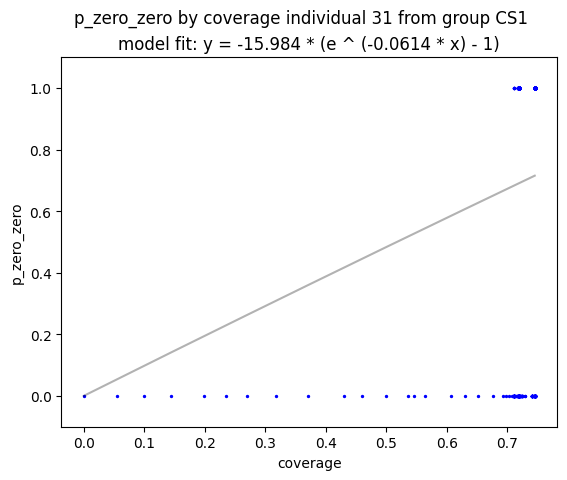 p_zero_zero by coverage individual 31 from group CS1
model fit: y = -15.984 * (e ^ (-0.0614 * x) - 1)
1.0
0.8
0.6
0.4
0.2
0.0
p_zero_zero
0.0 0.1 0.2 0.3 0.4 0.5 0.6 0.7
coverage